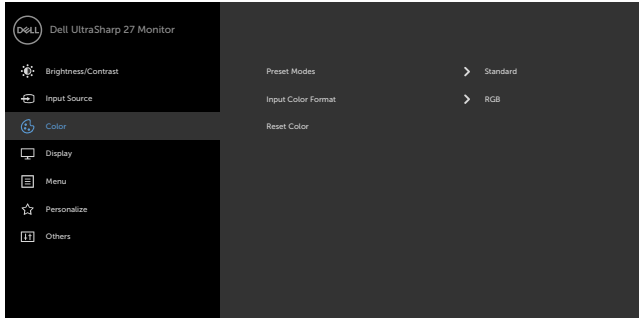 DELL Dell UltraSharp 27 Monitor
Brightness/Contrast Preset Modes Standard
Input Source Input Color Format RGB
Color Reset Color
Display
Menu
Personalize
Others